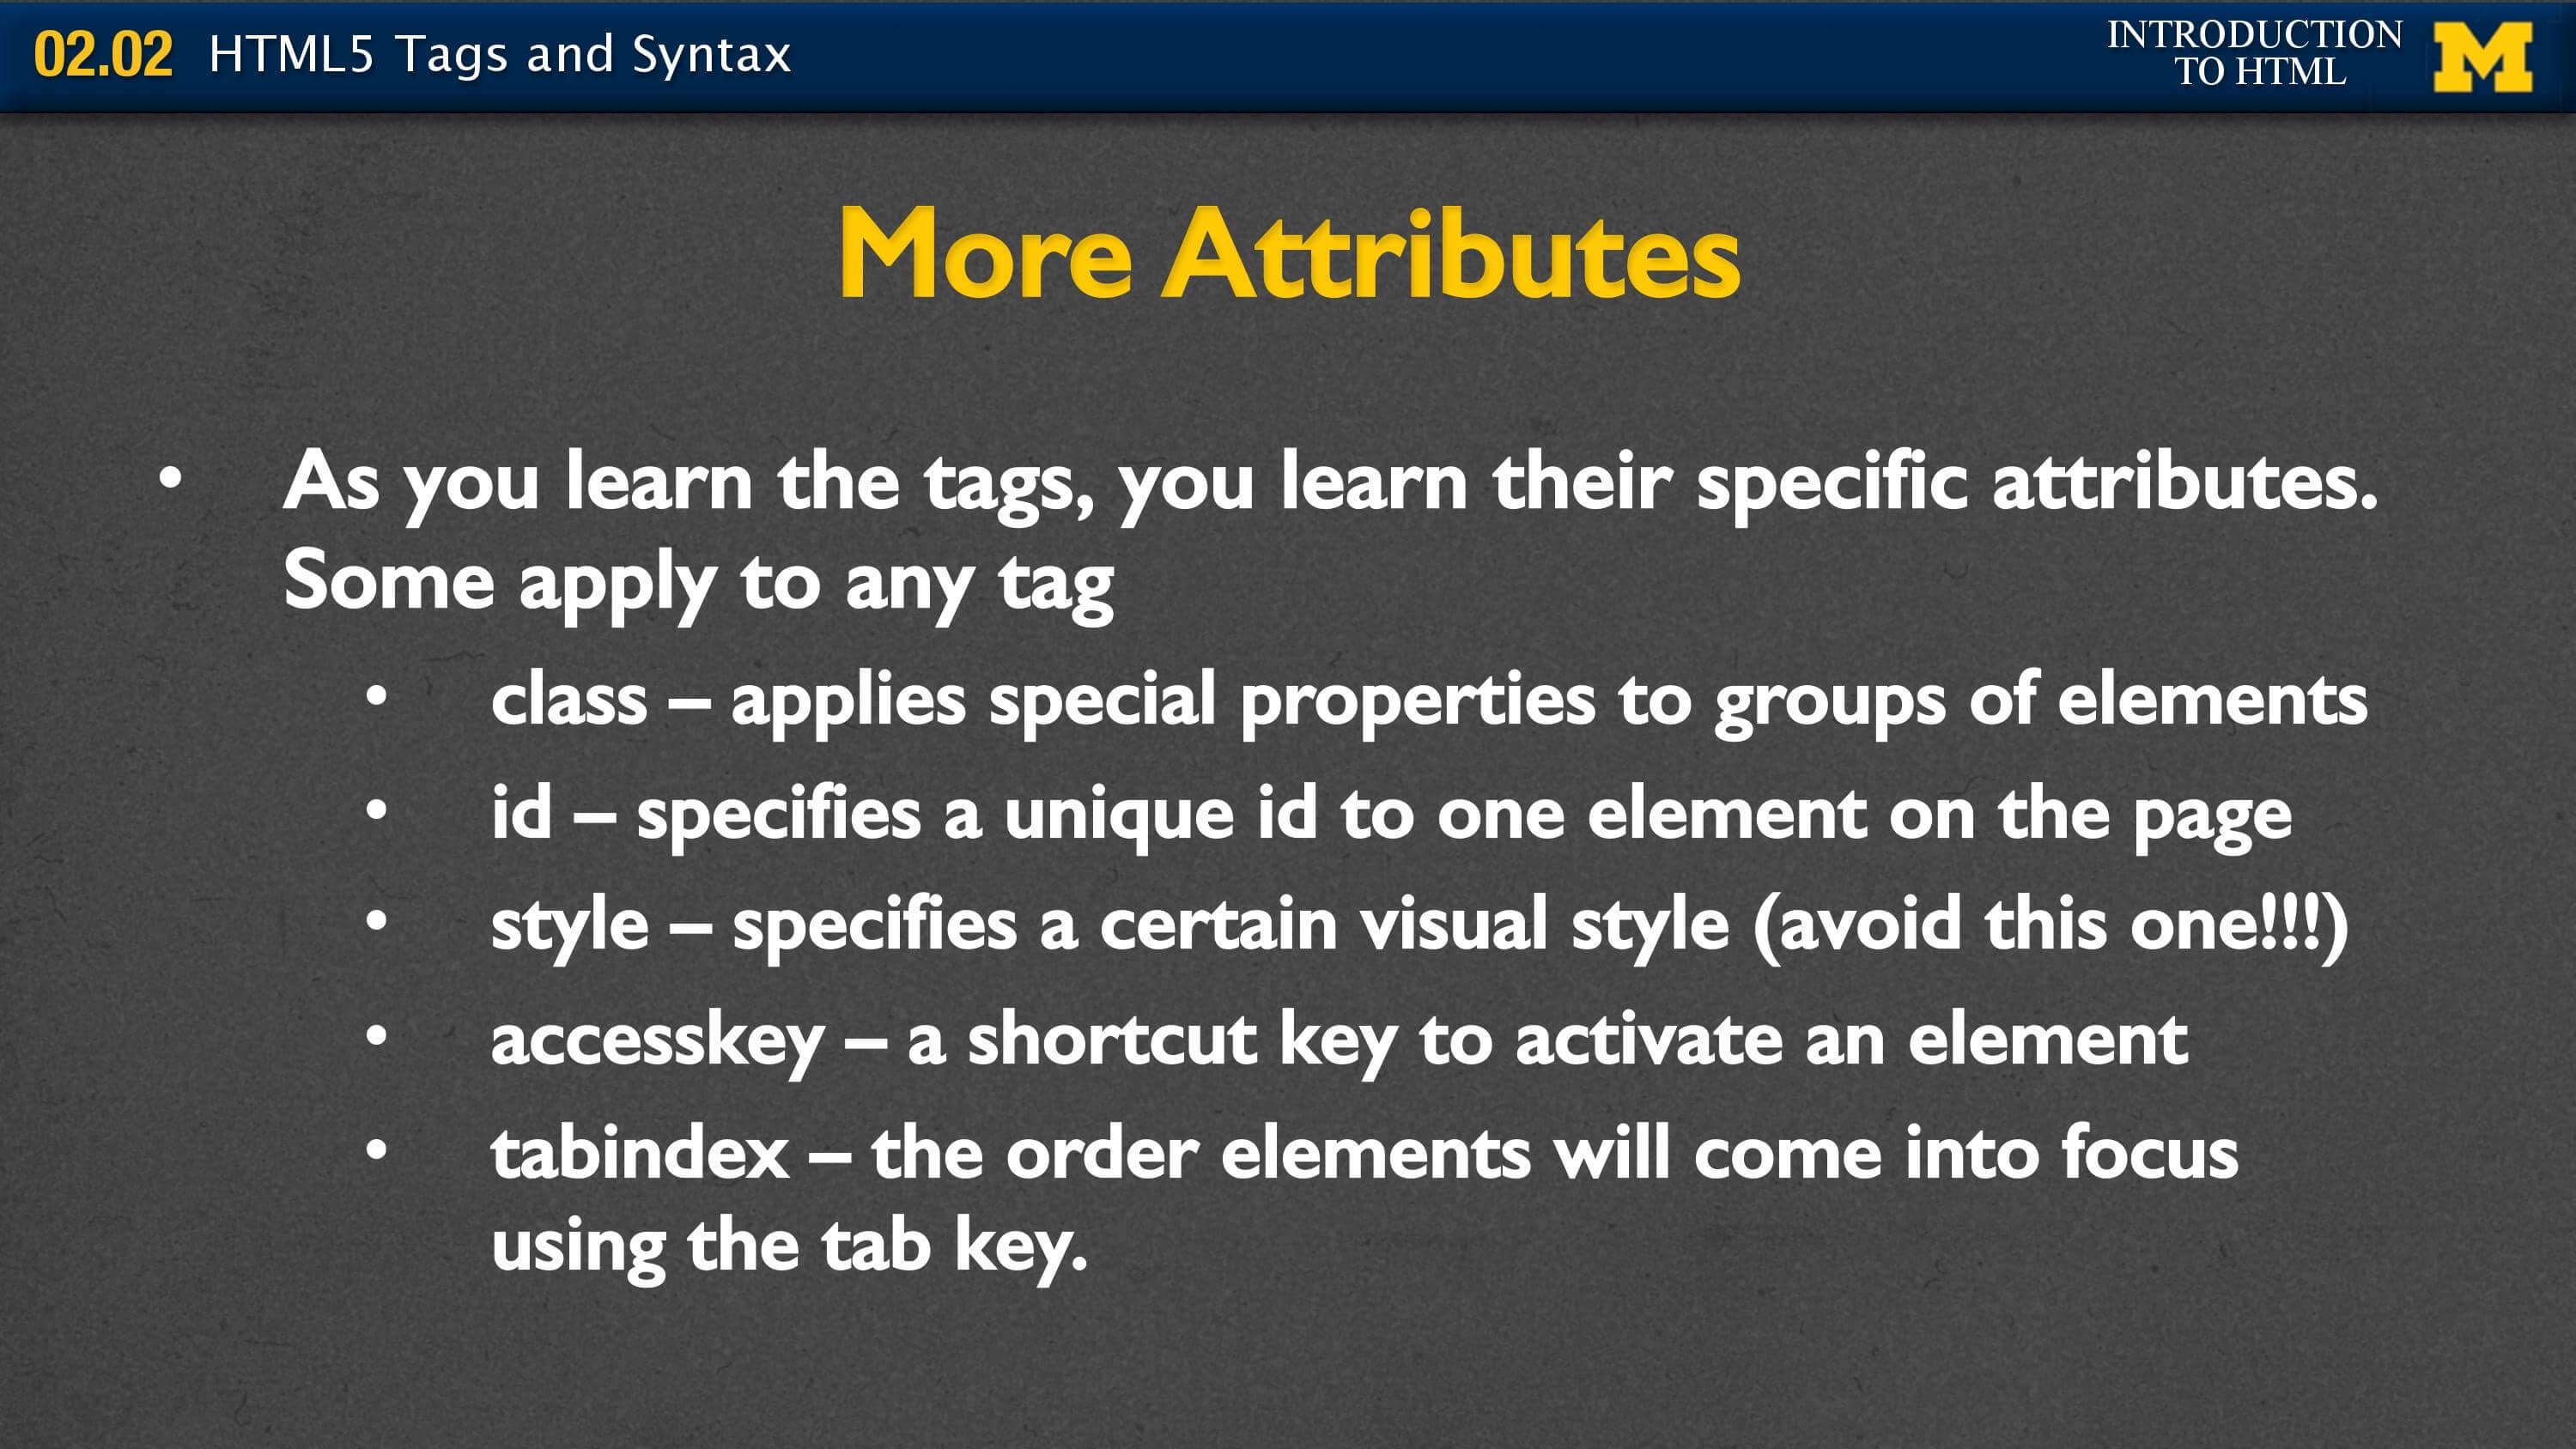 02.02 HTML5 Tags and Syntax
INTRODUCTION
TO HTML
M
More Attributes
• As you learn the tags, you learn their specific attributes.
Some apply to any tag
• class – applies special properties to groups of elements
• id – specifies a unique id to one element on the page
• style – specifies a certain visual style (avoid this one!!!)
• accesskey – a shortcut key to activate an element
• tabindex – the order elements will come into focus
using the tab key.